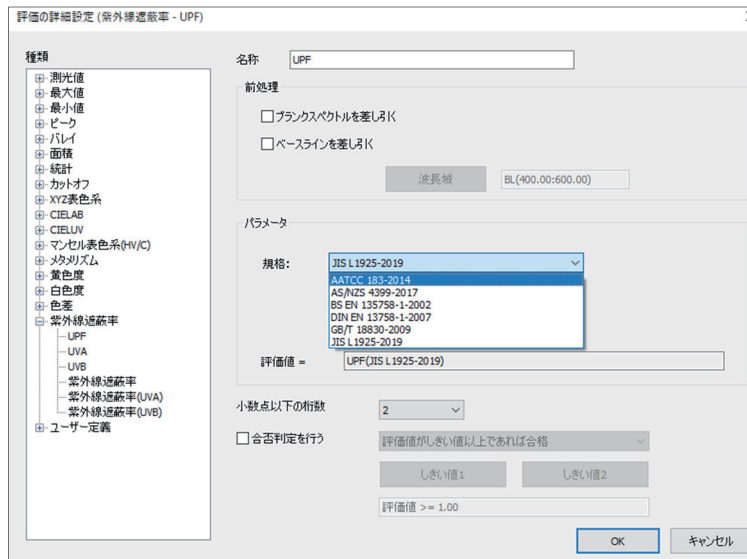 評価の詳細設定 (紫外線遮蔽率 - UPF)
種類
測光値
最大値
最小値
ピーク
バレイ
面積
統計
カットオフ
XYZ表色系
CIELAB
CIELUV
マンセル表色系(HV/C)
メタメリズム
黄色度
白色度
色差
紫外線遮蔽率
UPF
UVA
UVB
紫外線遮蔽率
紫外線遮蔽率(UVA)
紫外線遮蔽率(UVB)
ユーザー定義
名称 UPF
前処理
ブランクスペクトルを差し引く
ベースラインを差し引く
波長域 BL(400.00:600.00)
パラメータ
規格: JIS L1925-2019
AATCC 183-2014
AS/NZS 4399-2017
BS EN 135758-1-2002
DIN EN 13758-1-2007
GB/T 18830-2009
JIS L1925-2019
評価値 = UPF(JIS L1925-2019)
小数点以下の桁数 2
合否判定を行う 評価値がしきい値以上であれば合格
しきい値1 しきい値2
評価値 >= 1.00
OK キャンセル